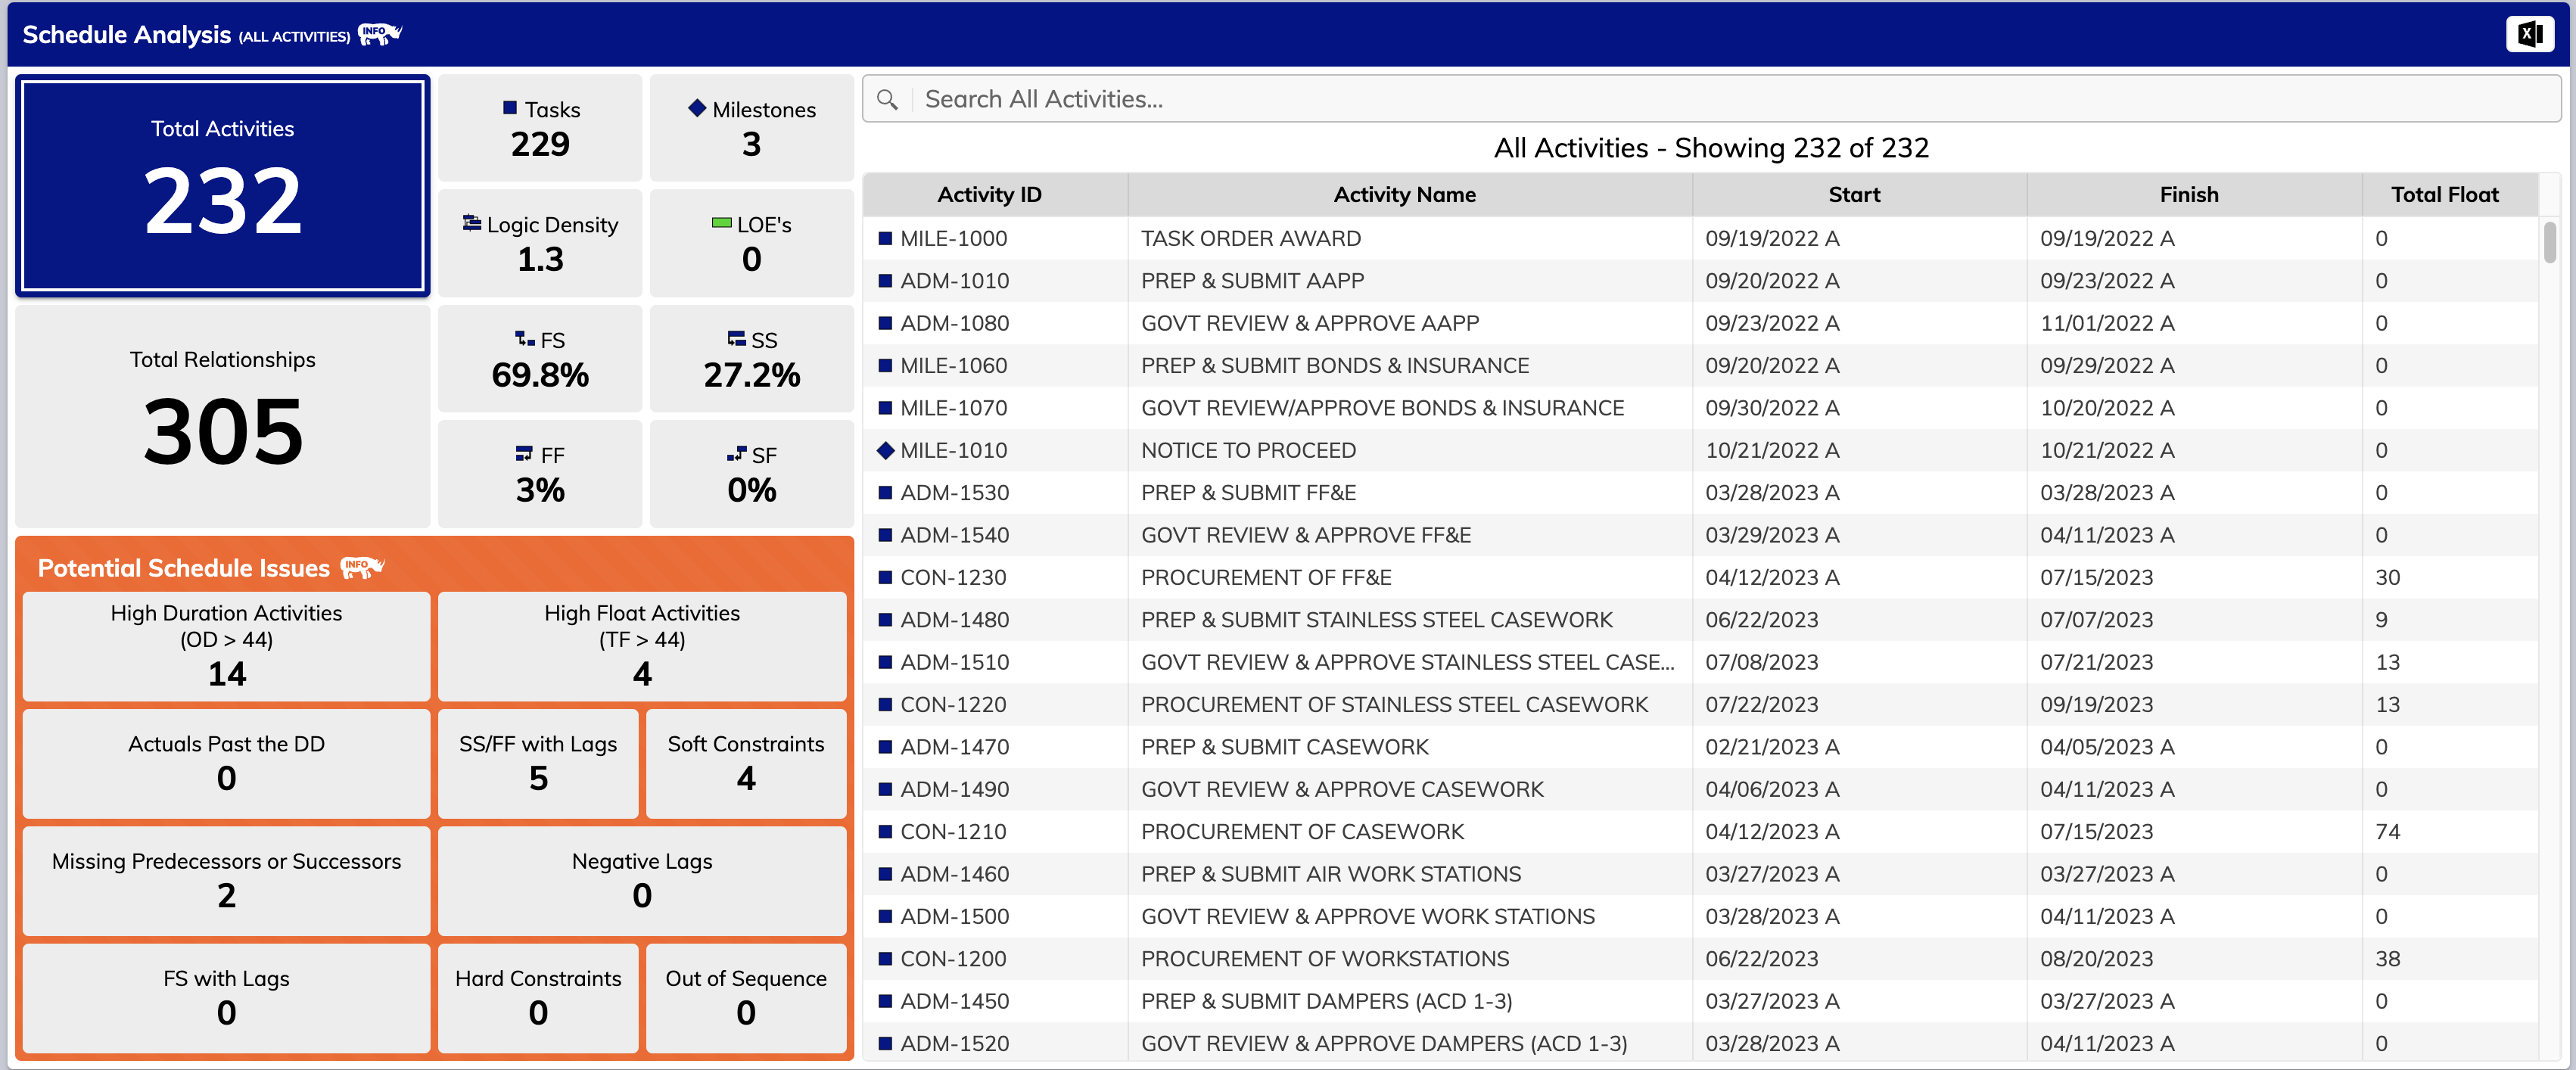 Schedule Analysis (ALL ACTIVITIES) INFO
Total Activities
232
Tasks
229
Milestones
3
Logic Density
1.3
LOE's
0
Total Relationships
305
FS
69.8%
SS
27.2%
FF
3%
SF
0%
Potential Schedule Issues INFO
High Duration Activities
(OD > 44)
14
High Float Activities
(TF > 44)
4
Actuals Past the DD
0
SS/FF with Lags
5
Soft Constraints
4
Missing Predecessors or Successors
2
Negative Lags
0
FS with Lags
0
Hard Constraints
0
Out of Sequence
0
X
Search All Activities...
All Activities - Showing 232 of 232
Activity ID Activity Name Start Finish Total Float
MILE-1000 TASK ORDER AWARD 09/19/2022 A 09/19/2022 A 0
ADM-1010 PREP & SUBMIT AAPP 09/20/2022 A 09/23/2022 A 0
ADM-1080 GOVT REVIEW & APPROVE AAPP 09/23/2022 A 11/01/2022 A 0
MILE-1060 PREP & SUBMIT BONDS & INSURANCE 09/20/2022 A 09/29/2022 A 0
MILE-1070 GOVT REVIEW/APPROVE BONDS & INSURANCE 09/30/2022 A 10/20/2022 A 0
MILE-1010 NOTICE TO PROCEED 10/21/2022 A 10/21/2022 A 0
ADM-1530 PREP & SUBMIT FF&E 03/28/2023 A 03/28/2023 A 0
ADM-1540 GOVT REVIEW & APPROVE FF&E 03/29/2023 A 04/11/2023 A 0
CON-1230 PROCUREMENT OF FF&E 04/12/2023 A 07/15/2023 30
ADM-1480 PREP & SUBMIT STAINLESS STEEL CASEWORK 06/22/2023 07/07/2023 9
ADM-1510 GOVT REVIEW & APPROVE STAINLESS STEEL CASE... 07/08/2023 07/21/2023 13
CON-1220 PROCUREMENT OF STAINLESS STEEL CASEWORK 07/22/2023 09/19/2023 13
ADM-1470 PREP & SUBMIT CASEWORK 02/21/2023 A 04/05/2023 A 0
ADM-1490 GOVT REVIEW & APPROVE CASEWORK 04/06/2023 A 04/11/2023 A 0
CON-1210 PROCUREMENT OF CASEWORK 04/12/2023 A 07/15/2023 74
ADM-1460 PREP & SUBMIT AIR WORK STATIONS 03/27/2023 A 03/27/2023 A 0
ADM-1500 GOVT REVIEW & APPROVE WORK STATIONS 03/28/2023 A 04/11/2023 A 0
CON-1200 PROCUREMENT OF WORKSTATIONS 06/22/2023 08/20/2023 38
ADM-1450 PREP & SUBMIT DAMPERS (ACD 1-3) 03/27/2023 A 03/27/2023 A 0
ADM-1520 GOVT REVIEW & APPROVE DAMPERS (ACD 1-3) 03/28/2023 A 04/11/2023 A 0